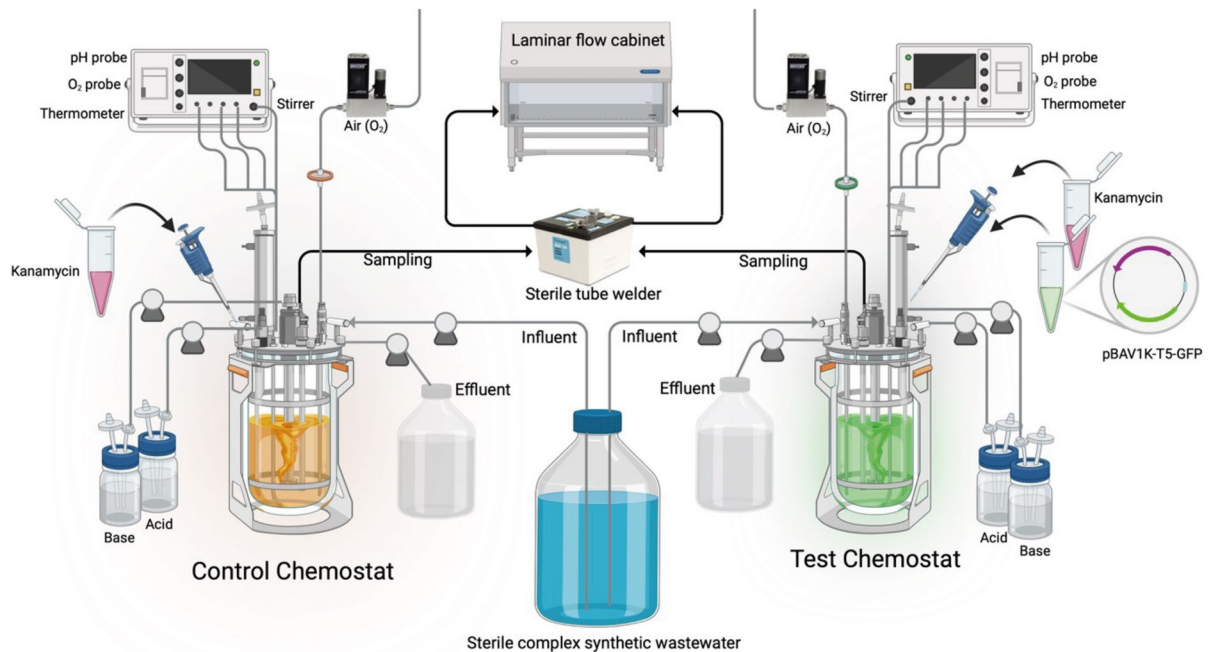 Laminar flow cabinet
pH probe
O₂ probe
Thermometer
Stirrer
Air (O₂)
Kanamycin
Sampling
Sterile tube welder
Sampling
Air (O₂)
Stirrer
pH probe
O₂ probe
Thermometer
Kanamycin
pBAV1K-T5-GFP
Influent
Influent
Effluent
Effluent
Base
Acid
Acid
Base
Control Chemostat
Test Chemostat
Sterile complex synthetic wastewater